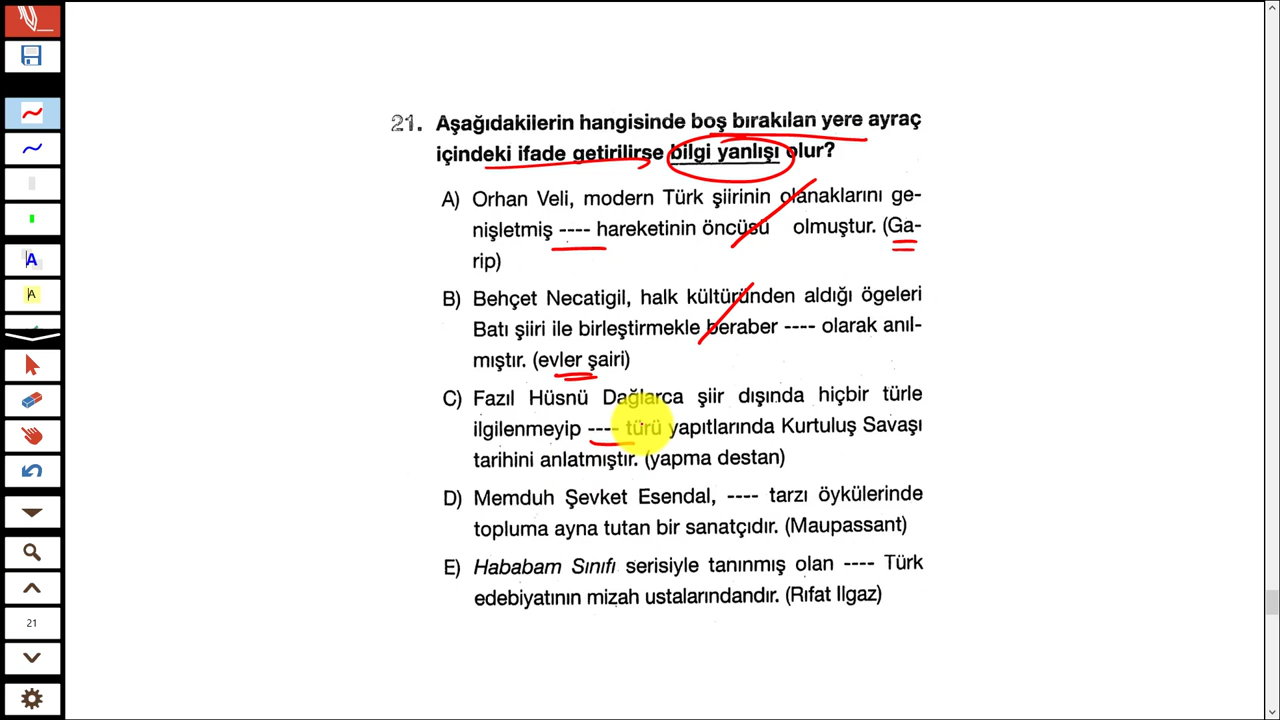 21. Aşağıdakilerin hangisinde boş bırakılan yere ayraç
içindeki ifade getirilirse bilgi yanlışı olur?
A) Orhan Veli, modern Türk şiirinin olanaklarını ge-
nişletmiş ---- hareketinin öncüsü olmuştur. (Ga-
rip)
B) Behçet Necatigil, halk kültüründen aldığı ögeleri
Batı şiiri ile birleştirmekle beraber ---- olarak anıl-
mıştır. (evler şairi)
C) Fazıl Hüsnü Dağlarca şiir dışında hiçbir türle
ilgilenmeyip ---- türü yapıtlarında Kurtuluş Savaşı
tarihini anlatmıştır. (yapma destan)
D) Memduh Şevket Esendal, ---- tarzı öykülerinde
topluma ayna tutan bir sanatçıdır. (Maupassant)
E) Hababam Sınıfı serisiyle tanınmış olan ---- Türk
edebiyatının mizah ustalarındandır. (Rıfat Ilgaz)
A
A
21